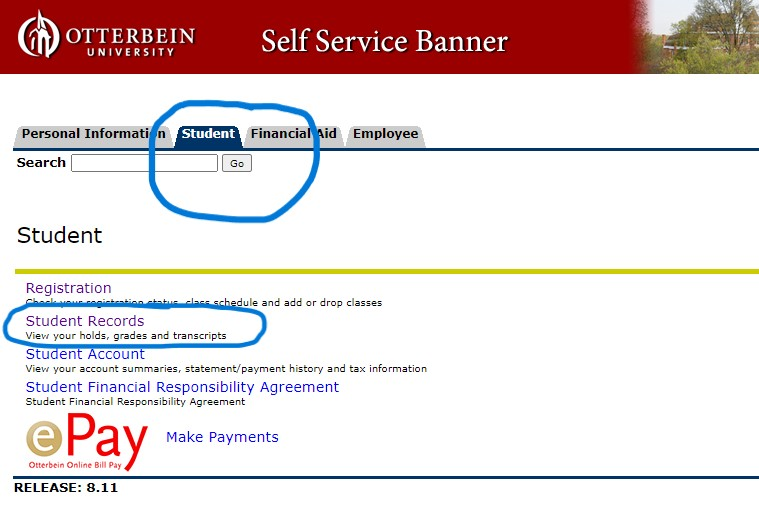 OTTERBEIN
UNIVERSITY
Self Service Banner
Personal Information Student Financial Aid Employee
Search Go
Student
Registration
Check your registration status, class schedule and add or drop classes
Student Records
View your holds, grades and transcripts
Student Account
View your account summaries, statement/payment history and tax information
Student Financial Responsibility Agreement
Student Financial Responsibility Agreement
ePay Make Payments
Otterbein Online Bill Pay
RELEASE: 8.11